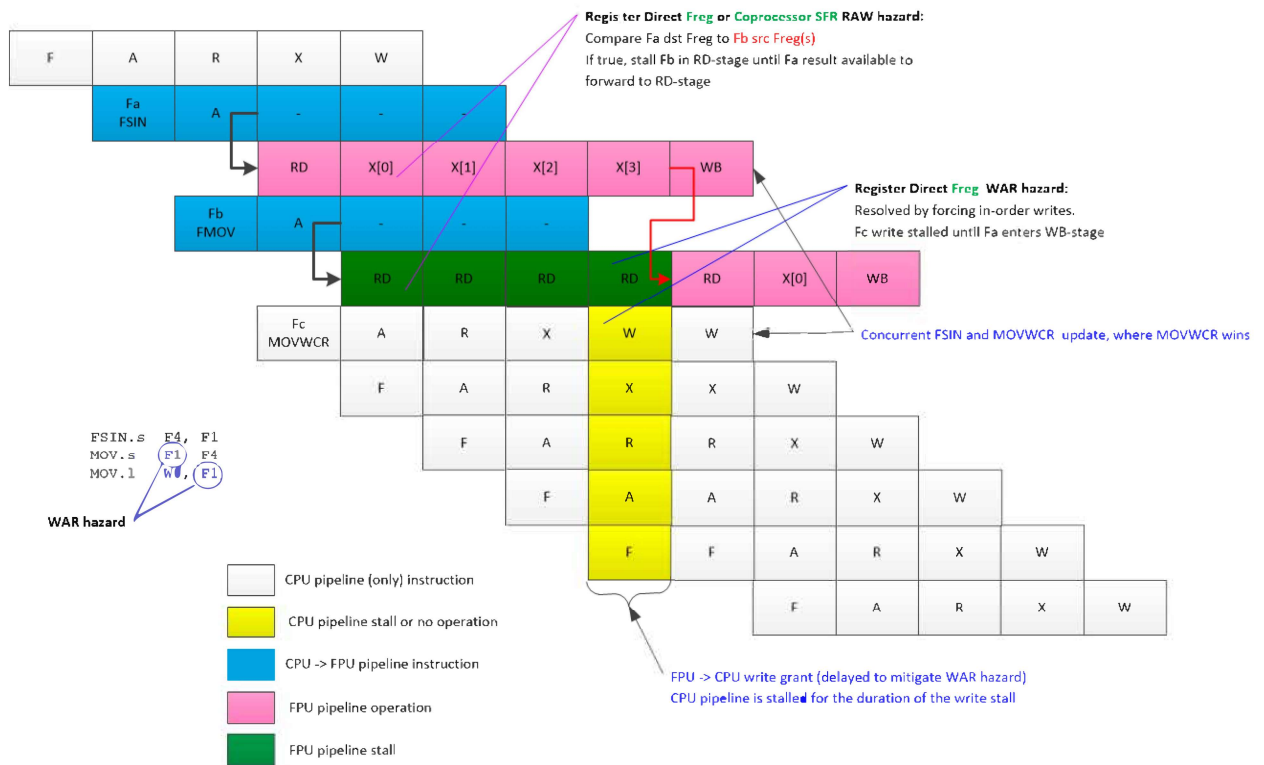 Regis ter Direct Freg or Coprocessor SFR RAW hazard:
Compare Fa dst Freg to Fb src Freg(s)
If true, stall Fb in RD-stage until Fa result available to
forward to RD-stage
F A R X W
Fa
FSIN
A - - -
RD X[0] X[1] X[2] X[3] WB
Register Direct Freg WAR hazard:
Resolved by forcing in-order writes.
Fc write stalled until Fa enters WB-stage
Fb
FMOV
A - - -
RD RD RD RD RD X[0] WB
Fc
MOVWCR
A R X W W
Concurrent FSIN and MOVWCR update, where MOVWCR wins
F A R X X W
F A R R X W
F A A R X W
F F A R X W
F A R X W
FSIN.s F4, F1
MOV.s F1 F4
MOV.l W0, F1
WAR hazard
CPU pipeline (only) instruction
CPU pipeline stall or no operation
CPU -> FPU pipeline instruction
FPU pipeline operation
FPU pipeline stall
FPU -> CPU write grant (delayed to mitigate WAR hazard)
CPU pipeline is stalled for the duration of the write stall